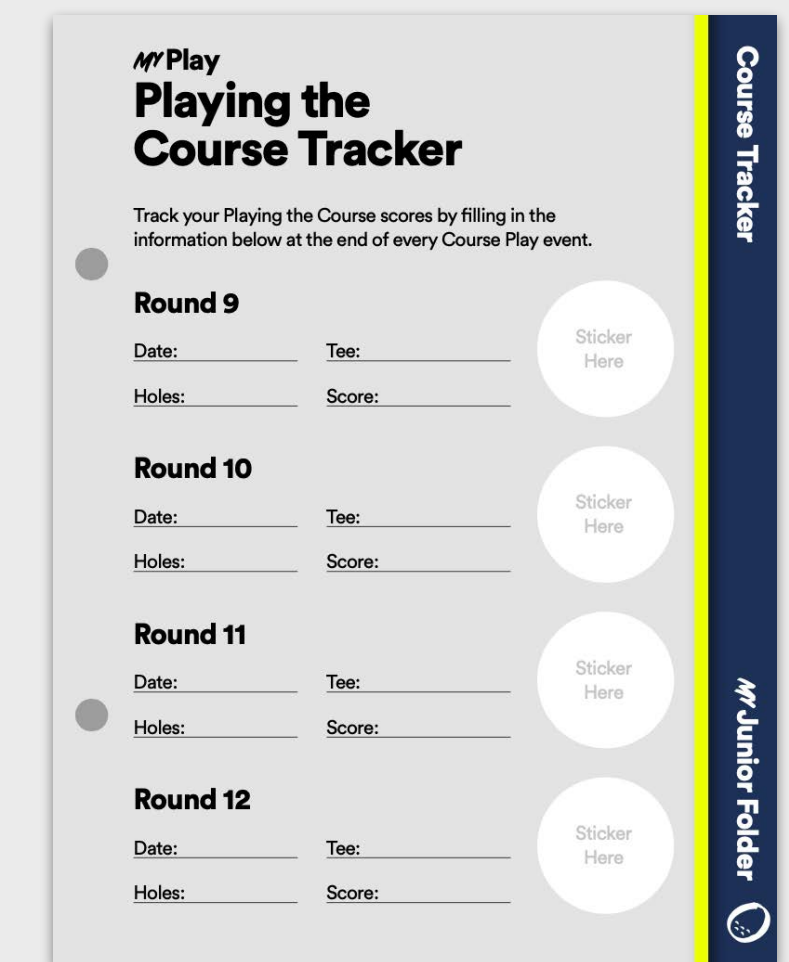 MY Play
Playing the
Course Tracker
Track your Playing the Course scores by filling in the
information below at the end of every Course Play event.
Round 9
Date: Tee:
Holes: Score:
Sticker
Here
Round 10
Date: Tee:
Holes: Score:
Sticker
Here
Round 11
Date: Tee:
Holes: Score:
Sticker
Here
Round 12
Date: Tee:
Holes: Score:
Sticker
Here
Course Tracker
MY Junior Folder